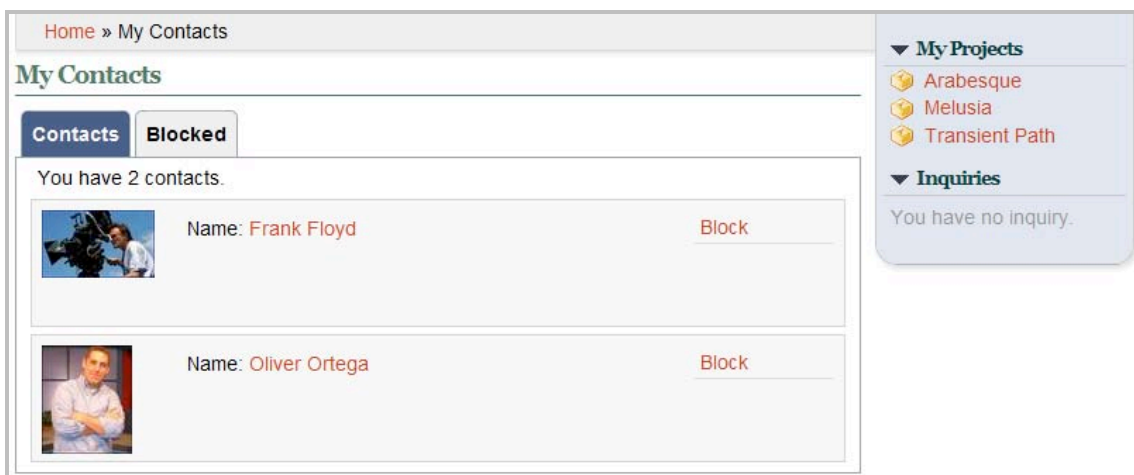 Home » My Contacts
My Contacts
Contacts
Blocked
You have 2 contacts.
Name: Frank Floyd
Block
Name: Oliver Ortega
Block
My Projects
Arabesque
Melusia
Transient Path
Inquiries
You have no inquiry.